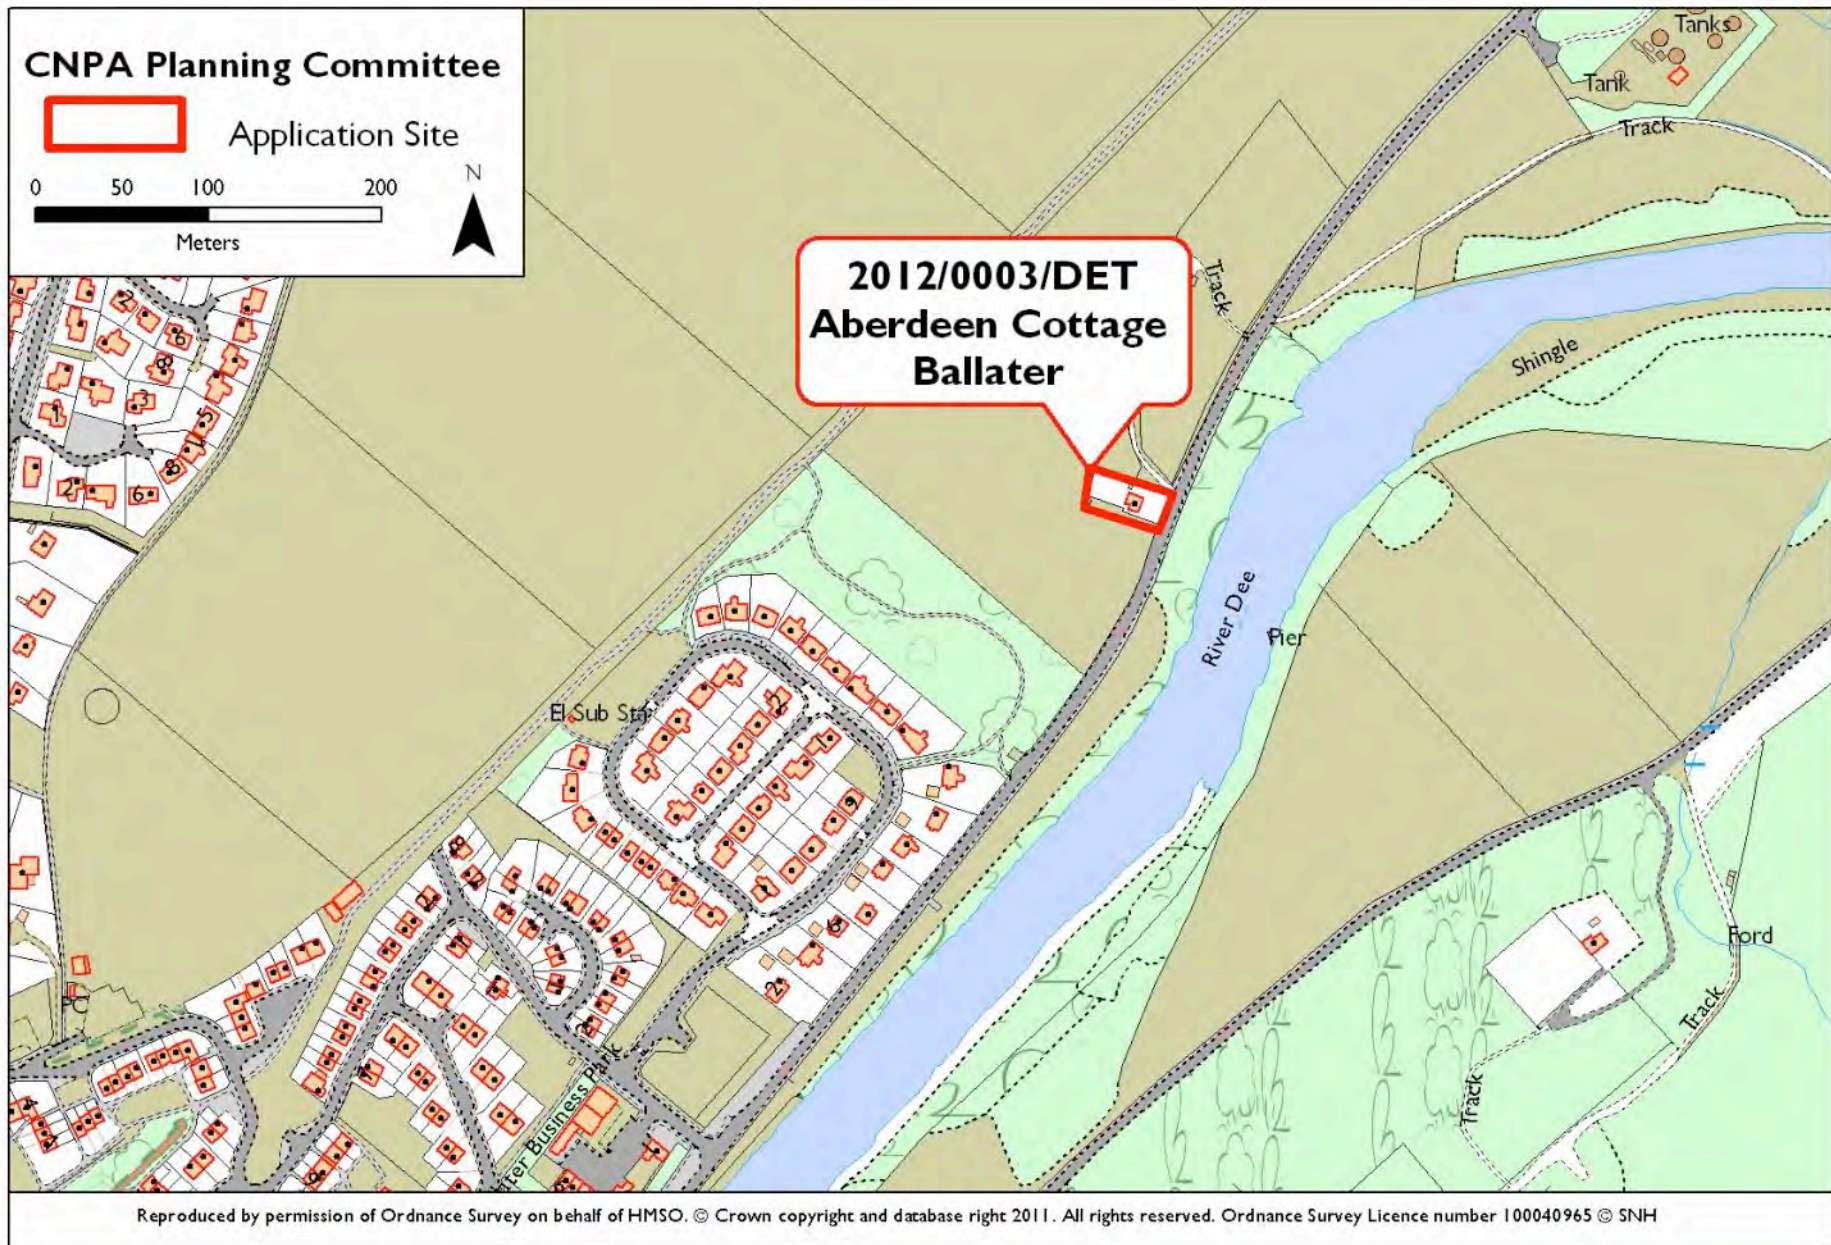 CNPA Planning Committee
Application Site
0 50 100 200
Meters
N
Tanks
Tank
Track
Track
2012/0003/DET
Aberdeen Cottage
Ballater
Shingle
River Dee
Pier
El Sub Sta
Ford
Track
Track
PC
Business Park
Reproduced by permission of Ordnance Survey on behalf of HMSO. © Crown copyright and database right 2011. All rights reserved. Ordnance Survey Licence number 100040965 © SNH